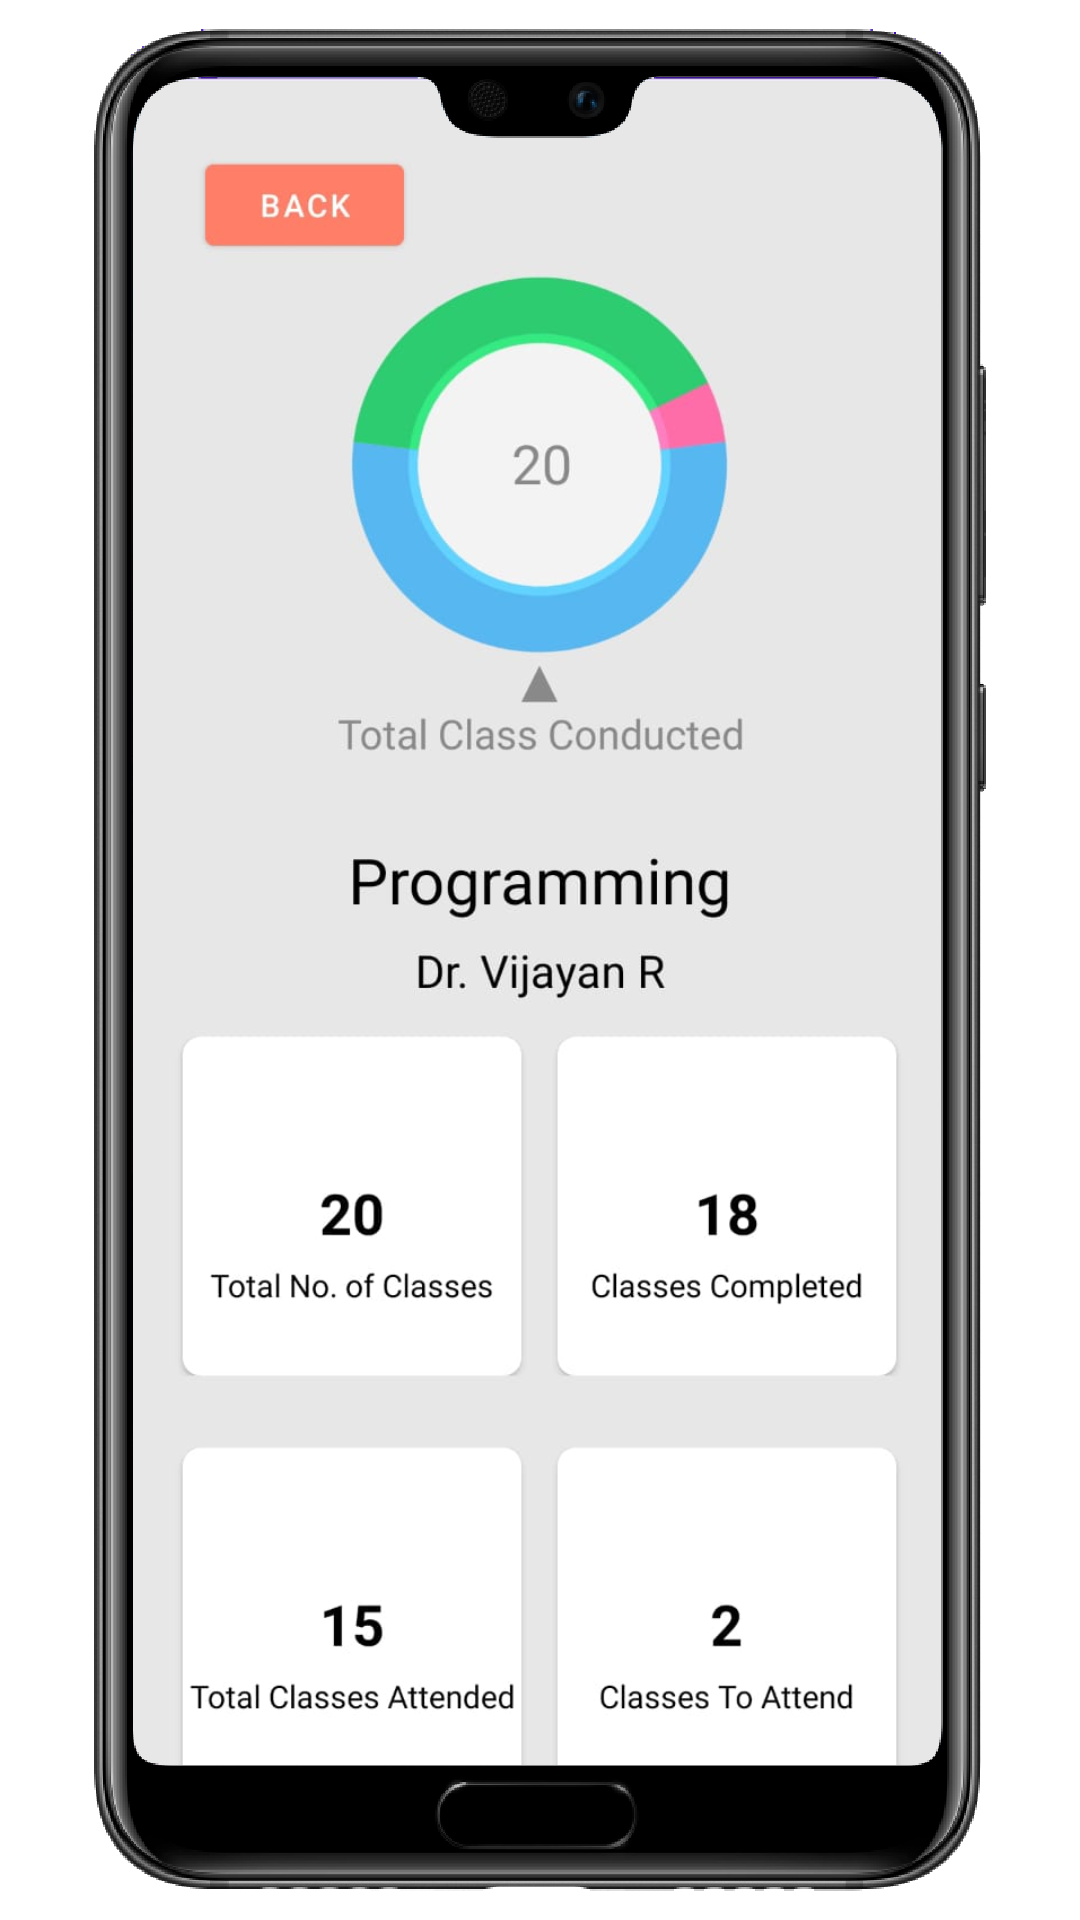 BACK
20
Total Class Conducted
Programming
Dr. Vijayan R
20
Total No. of Classes
18
Classes Completed
15
Total Classes Attended
2
Classes To Attend